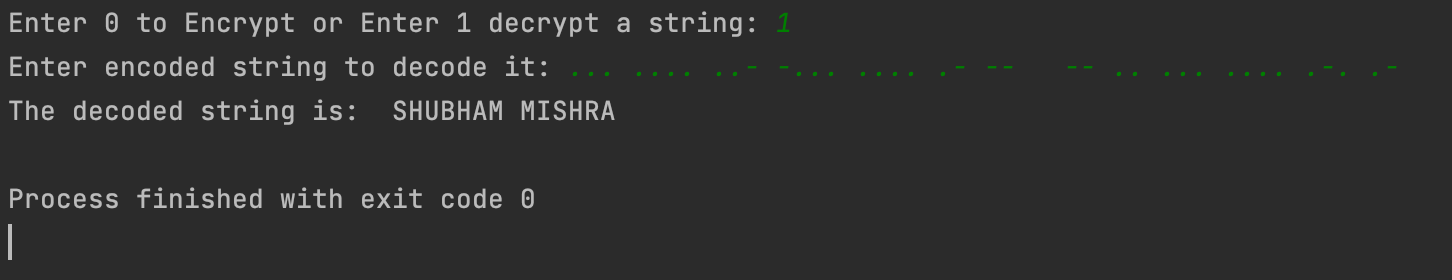 Enter 0 to Encrypt or Enter 1 decrypt a string: 1
Enter encoded string to decode it: ... .... ..- -... .... .- --   -- .. ... .... .-. .-
The decoded string is:  SHUBHAM MISHRA
Process finished with exit code 0